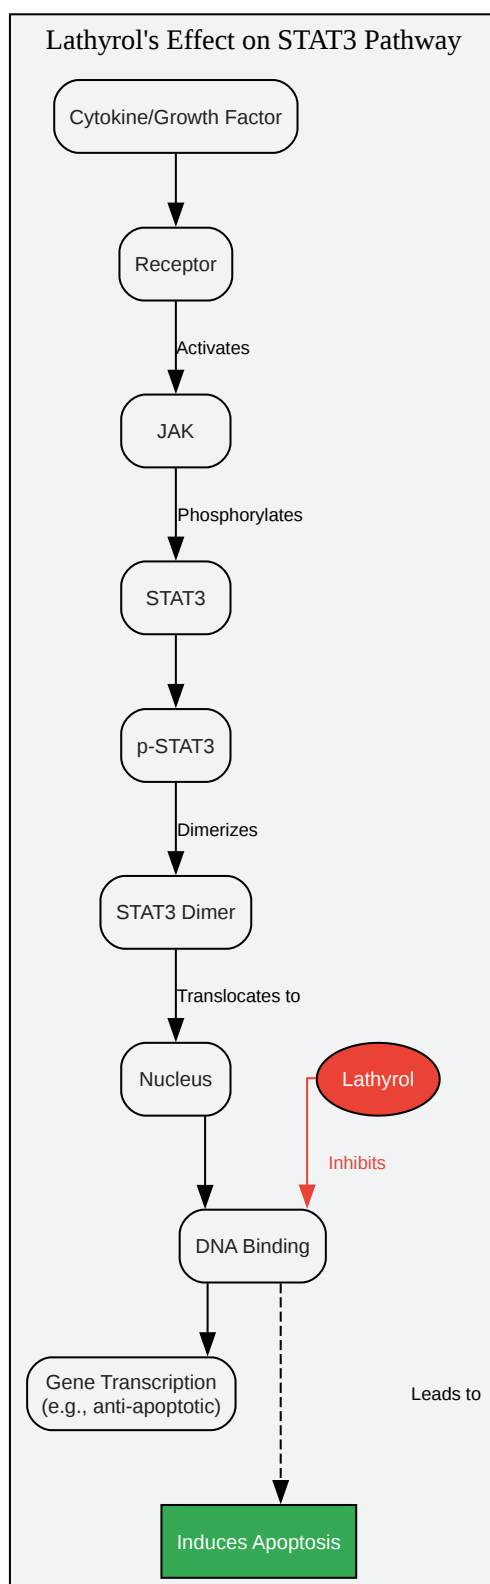 Lathyrol's Effect on STAT3 Pathway
Cytokine/Growth Factor
Receptor
Activates
JAK
Phosphorylates
STAT3
p-STAT3
Dimerizes
STAT3 Dimer
Translocates to
Nucleus
Lathyrol
Inhibits
DNA Binding
Gene Transcription
(e.g., anti-apoptotic)
Leads to
Induces Apoptosis